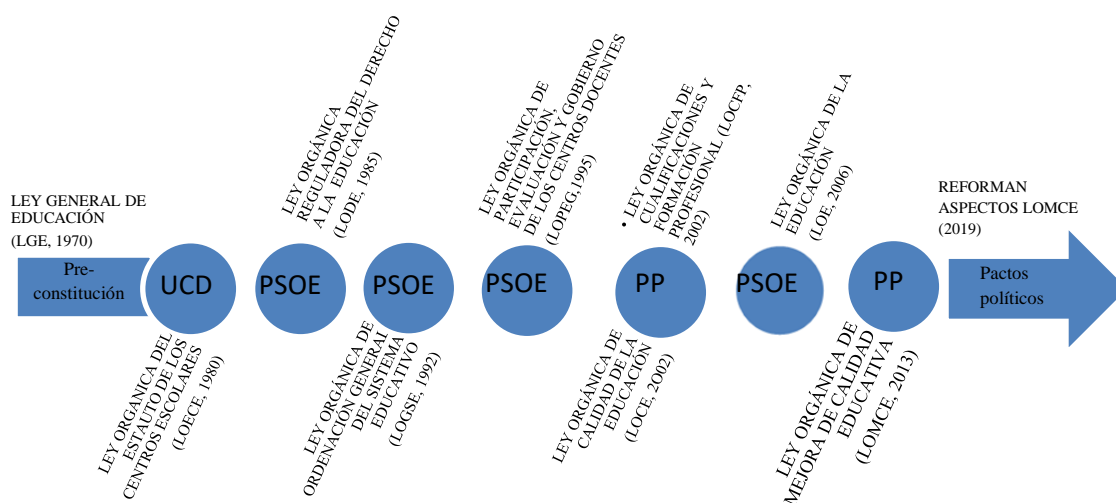 LEY GENERAL DE
EDUCACIÓN
(LGE, 1970)
Pre-
constitución
UCD
LEY ORGANICA DEL
ESTAUTO DE LOS
CENTROS ESCOLARES
(LOECE, 1980)
LEY ORGÁNICA
REGULADORA DEL DERECHO
A LA EDUCACIÓN
(LODE, 1985)
PSOE
PSOE
LEY ORGÁNICA DE
ORDENACIÓN GENERAL
DEL SISTEMA
EDUCATIVO
(LOGSE, 1992)
LEY ORGÁNICA DE
PARTICIPACIÓN,
EVALUACIÓN Y GOBIERNO
DE LOS CENTROS DOCENTES
(LOPEG,1995)
PSOE
• LEY ORGÁNICA DE
CUALIFICACIONES Y
FORMACIÓN
PROFESIONAL (LOCFP,
2002)
PP
LEY ORGÁNICA DE
CALIDAD DE LA
EDUCACIÓN
(LOCE, 2002)
LEY ORGÁNICA DE LA
EDUCACIÓN
(LOE, 2006)
PSOE
PP
LEY ORGÁNICA DE
MEJORA DE CALIDAD
EDUCATIVA
(LOMCE, 2013)
REFORMAN
ASPECTOS LOMCE
(2019)
Pactos
políticos